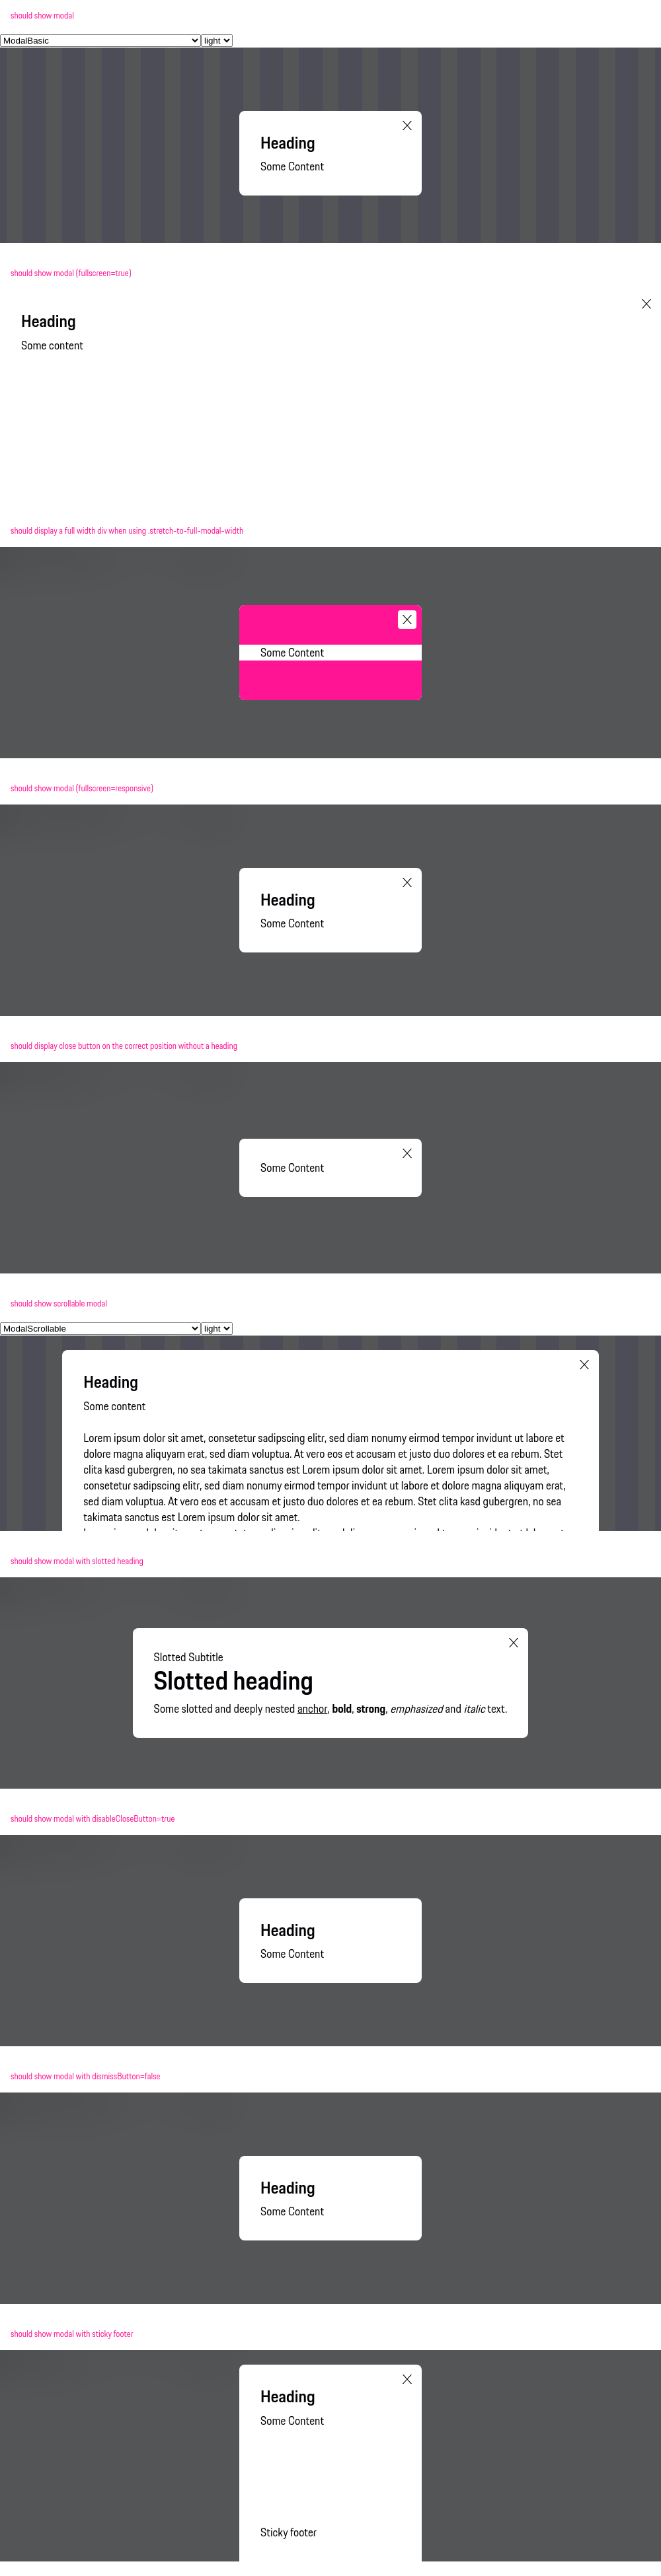 should show modal
ModalBasic light
Heading
Some Content
should show modal (fullscreen=true)
Heading
Some content
should display a full width div when using .stretch-to-full-modal-width
Some Content
should show modal (fullscreen=responsive)
Heading
Some Content
should display close button on the correct position without a heading
Some Content
should show scrollable modal
ModalScrollable light
Heading
Some content
Lorem ipsum dolor sit amet, consetetur sadipscing elitr, sed diam nonumy eirmod tempor invidunt ut labore et
dolore magna aliquyam erat, sed diam voluptua. At vero eos et accusam et justo duo dolores et ea rebum. Stet
clita kasd gubergren, no sea takimata sanctus est Lorem ipsum dolor sit amet. Lorem ipsum dolor sit amet,
consetetur sadipscing elitr, sed diam nonumy eirmod tempor invidunt ut labore et dolore magna aliquyam erat,
sed diam voluptua. At vero eos et accusam et justo duo dolores et ea rebum. Stet clita kasd gubergren, no sea
takimata sanctus est Lorem ipsum dolor sit amet.
should show modal with slotted heading
Slotted Subtitle
Slotted heading
Some slotted and deeply nested anchor, bold, strong, emphasized and italic text.
should show modal with disableCloseButton=true
Heading
Some Content
should show modal with dismissButton=false
Heading
Some Content
should show modal with sticky footer
Heading
Some Content
Sticky footer